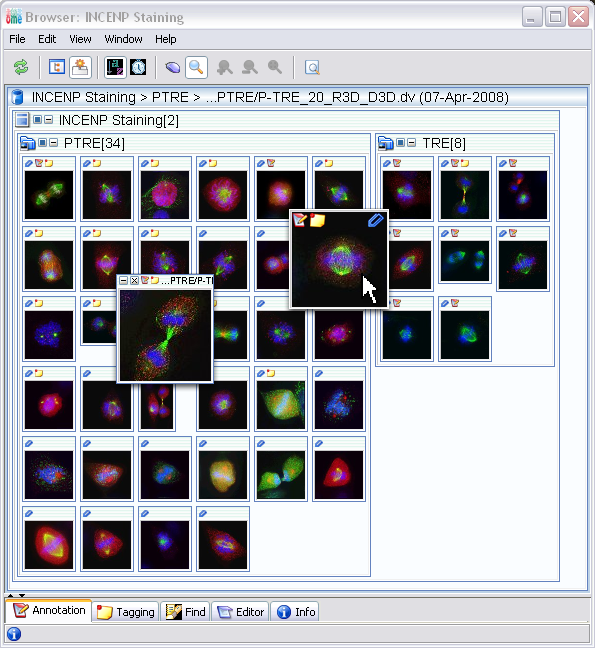 ome Browser: INCENP Staining
File Edit View Window Help
INCENP Staining > PTRE > ...PTRE/P-TRE_20_R3D_D3D.dv (07-Apr-2008)
INCENP Staining[2]
PTRE[34]
TRE[8]
...PTRE/P-T
Annotation Tagging Find Editor Info